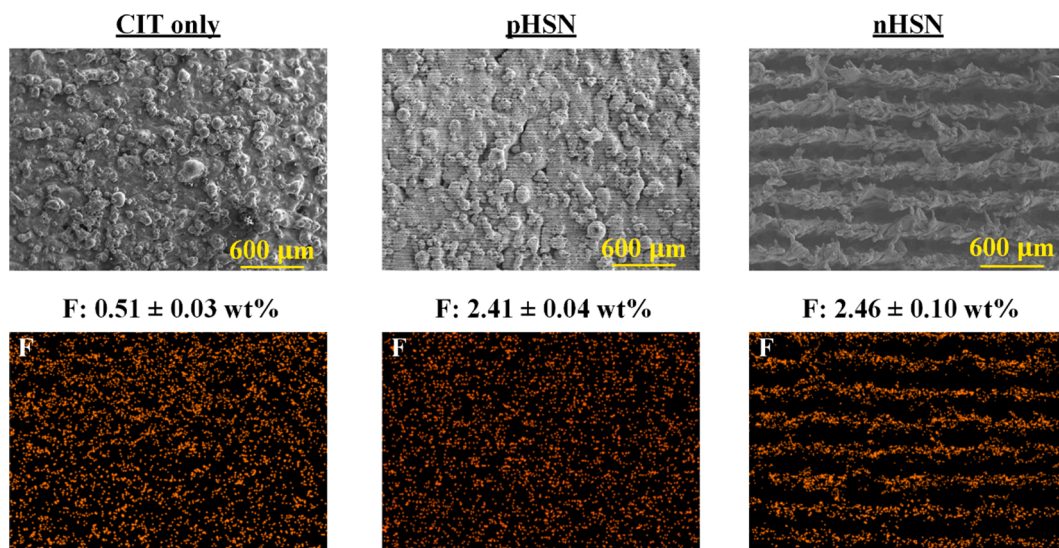 CIT only
pHSN
nHSN
600 µm
600 µm
600 µm
F: 0.51 ± 0.03 wt%
F: 2.41 ± 0.04 wt%
F: 2.46 ± 0.10 wt%
F
F
F